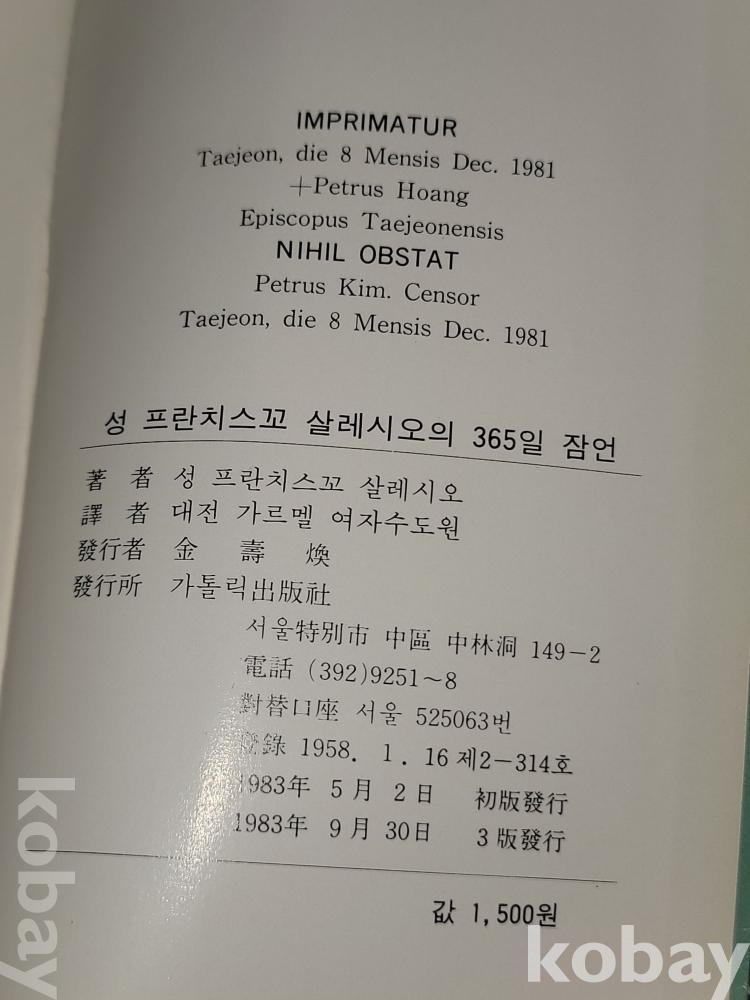 IMPRIMATUR
Taejeon, die 8 Mensis Dec. 1981
+Petrus Hoang
Episcopus Taejeonensis
NIHIL OBSTAT
Petrus Kim. Censor
Taejeon, die 8 Mensis Dec. 1981
성 프란치스꼬 살레시오의 365일 잠언
著者 성 프란치스꼬 살레시오
譯者 대전 가르멜 여자수도원
發行者 金壽煥
發行所 가톨릭出版社
서울特別市 中區 中林洞 149-2
電話 (392)9251~8
對替口座 서울 525063번
登錄 1958. 1. 16 제2-314호
1983年 5月 2日 初版發行
1983年 9月 30日 3版發行
값 1,500원
kobay
kobay